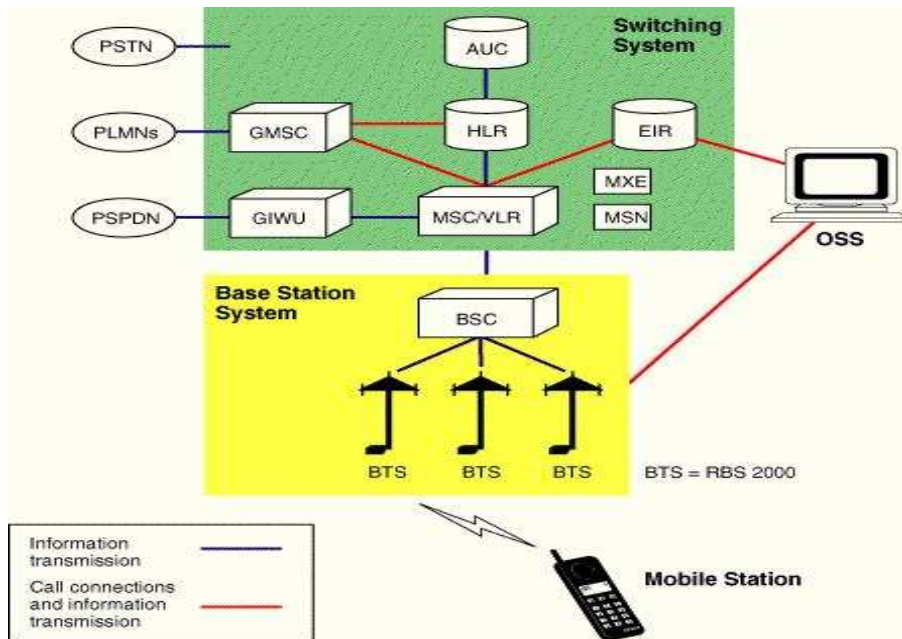 PSTN
AUC
Switching
System
PLMNs
GMSC
HLR
EIR
MXE
PSPDN
GIWU
MSC/VLR
MSN
OSS
Base Station
System
BSC
BTS
BTS
BTS
BTS = RBS 2000
Information
transmission
Call connections
and information
transmission
Mobile Station